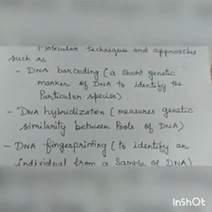 Molecular techniques and approaches
such as
- DNA barcoding (a short genetic
marker of DNA to identify the
Particular species.
- DNA hybridization (measures genetic
similarity between Pools of DNA)
- DNA fingerprinting (to identify an
individual from a Sample of DNA)
InShOt